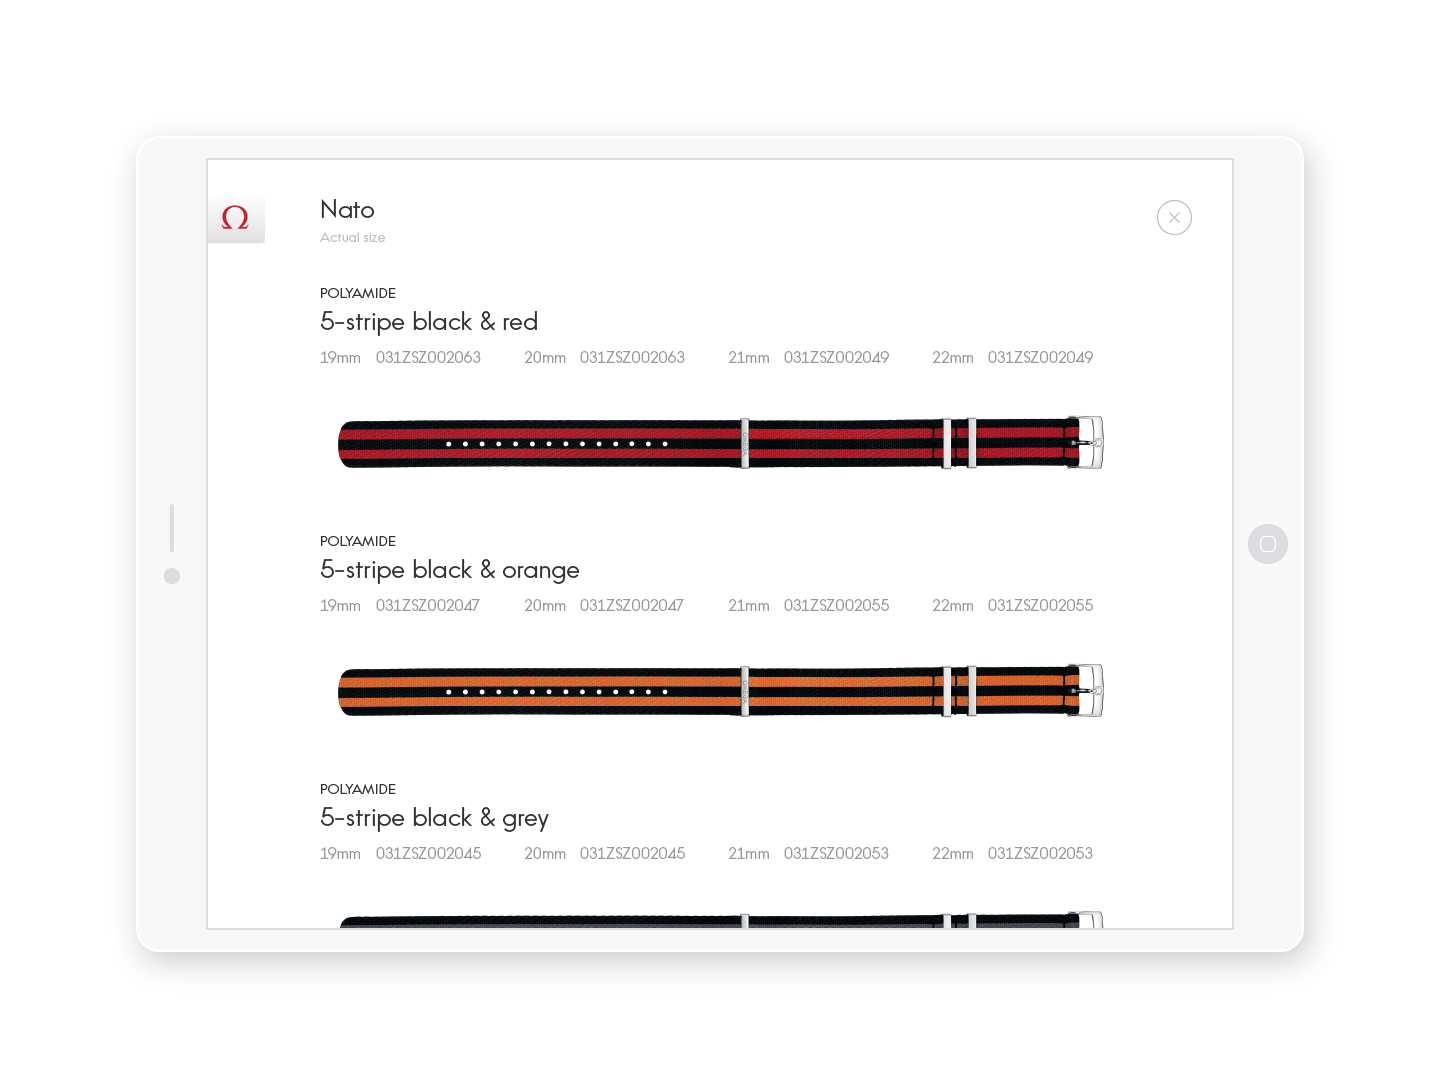 Ω
Nato
Actual size
POLYAMIDE
5-stripe black & red
19mm 031ZSZ002063 20mm 031ZSZ002063 21mm 031ZSZ002049 22mm 031ZSZ002049
OMEGA
POLYAMIDE
5-stripe black & orange
19mm 031ZSZ002047 20mm 031ZSZ002047 21mm 031ZSZ002055 22mm 031ZSZ002055
OMEGA
POLYAMIDE
5-stripe black & grey
19mm 031ZSZ002045 20mm 031ZSZ002045 21mm 031ZSZ002053 22mm 031ZSZ002053